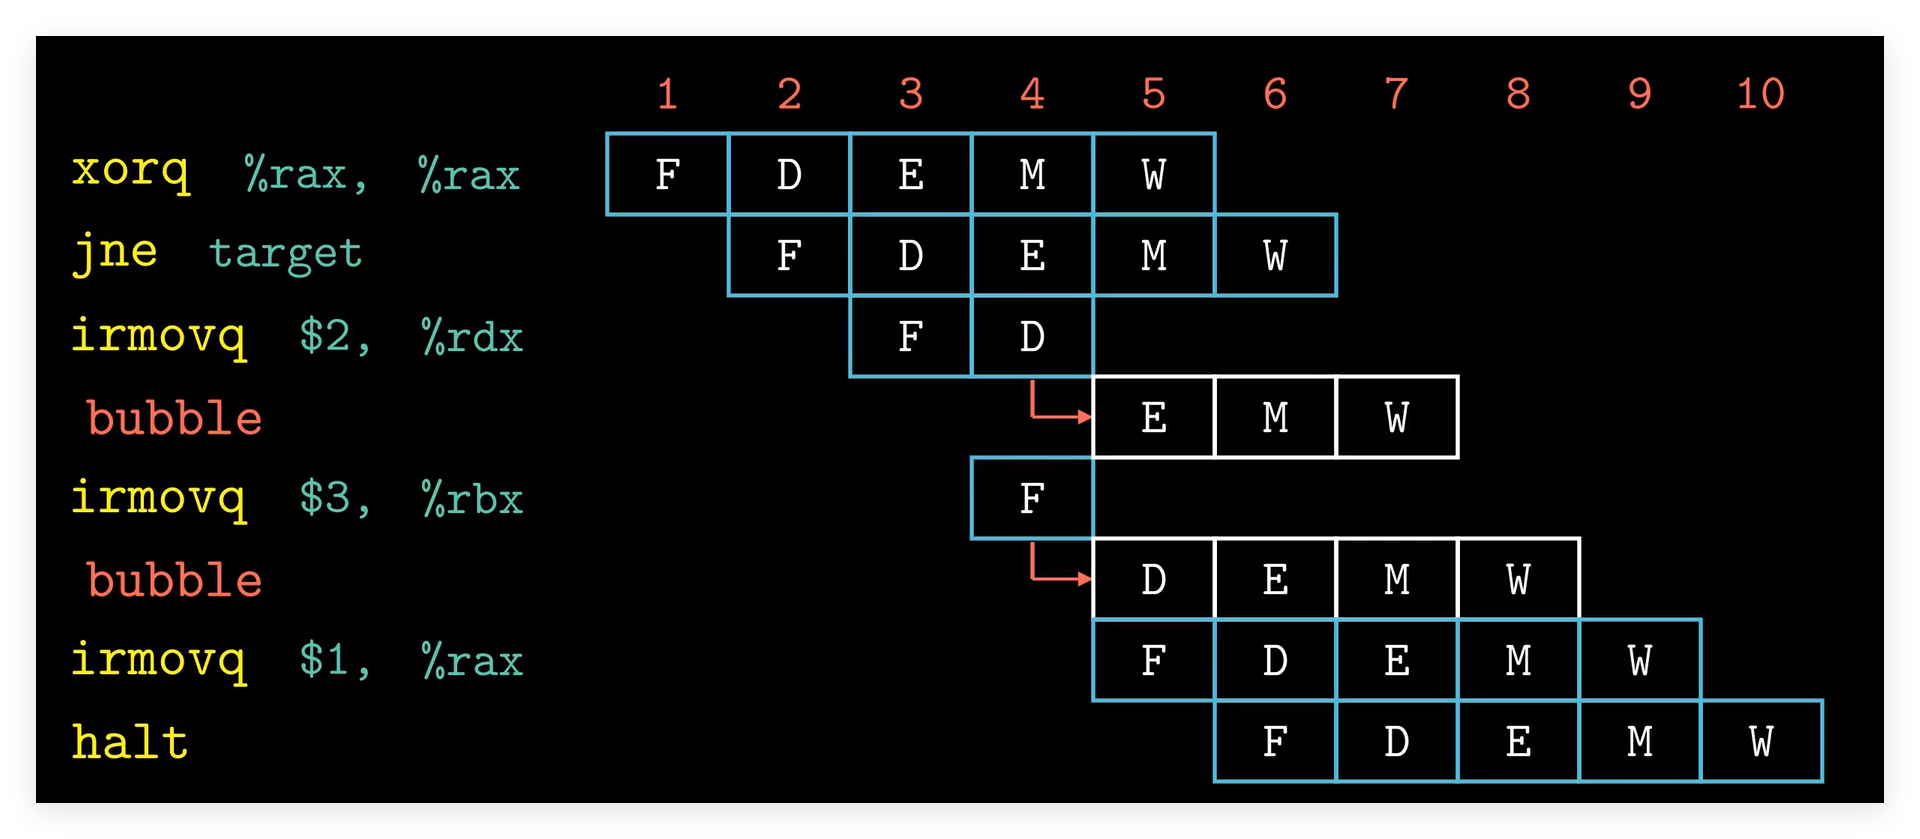 1 2 3 4 5 6 7 8 9 10
xorq %rax, %rax F D E M W
jne target F D E M W
irmovq $2, %rdx F D
bubble E M W
irmovq $3, %rbx F
bubble D E M W
irmovq $1, %rax F D E M W
halt F D E M W